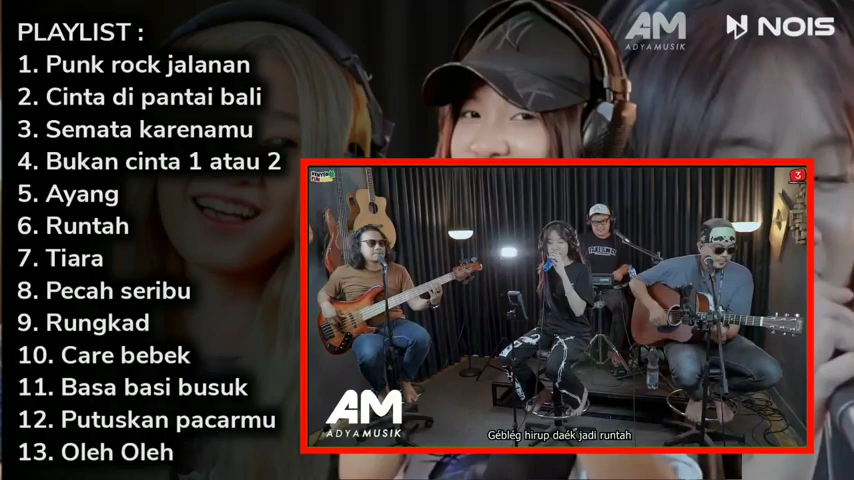 PLAYLIST :
1. Punk rock jalanan
2. Cinta di pantai bali
3. Semata karenamu
4. Bukan cinta 1 atau 2
5. Ayang
6. Runtah
7. Tiara
8. Pecah seribu
9. Rungkad
10. Care bebek
11. Basa basi busuk
12. Putuskan pacarmu
13. Oleh Oleh
AM
ADYAMUSIK
NOIS
3
AM
ADYAMUSIK
Géblég hirup daék jadi runtah